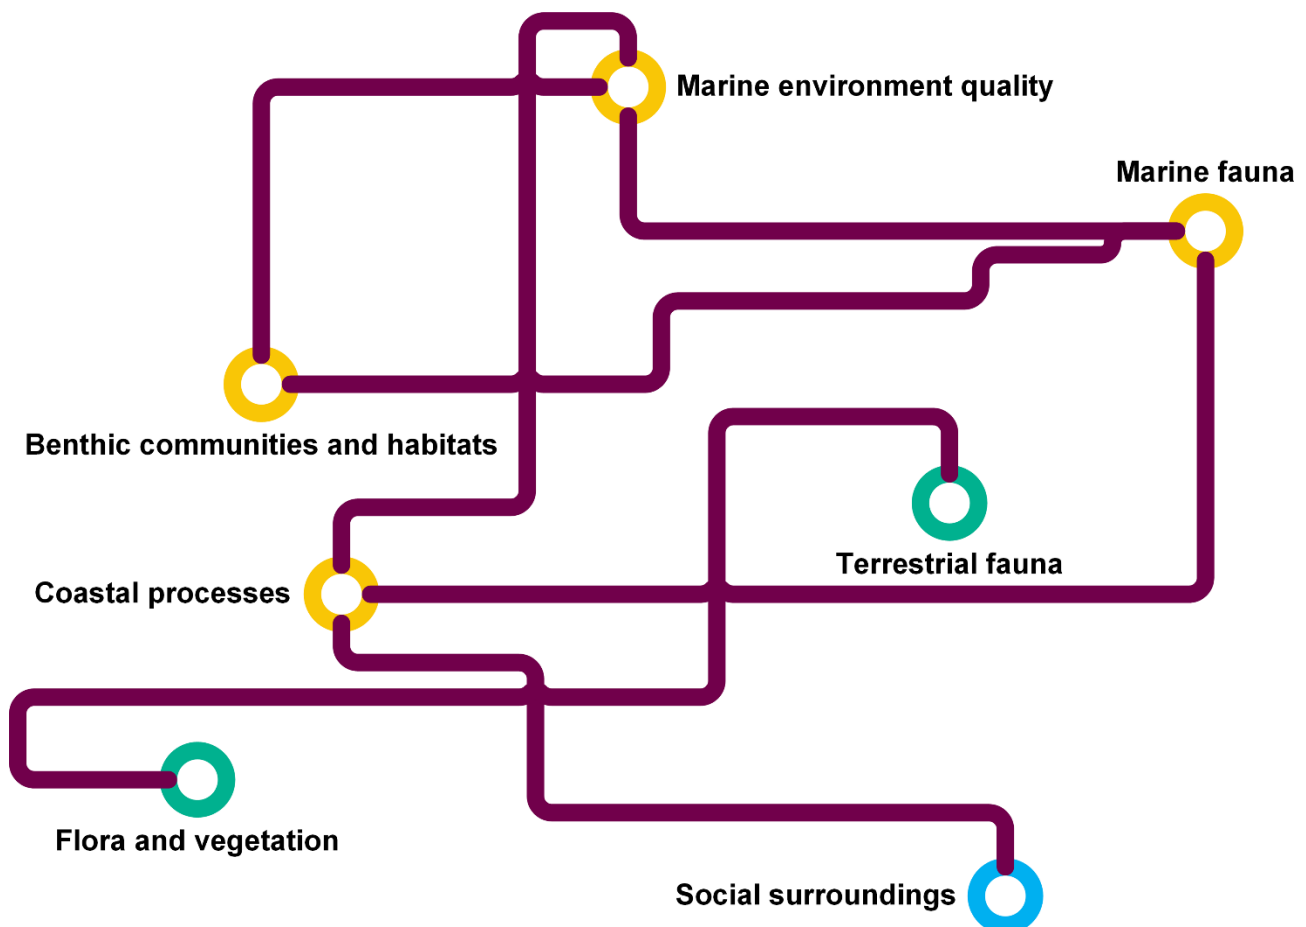 Marine environment quality
Marine fauna
Benthic communities and habitats
Terrestrial fauna
Coastal processes
Flora and vegetation
Social surroundings